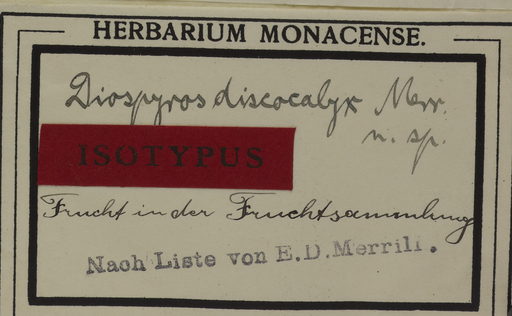 HERBARIUM MONACENSE.
Diospyros discocalyx Merr.
n. sp.
ISOTYPUS
Frucht in der Fruchtsammlung
Nach Liste von E.D.Merrill.